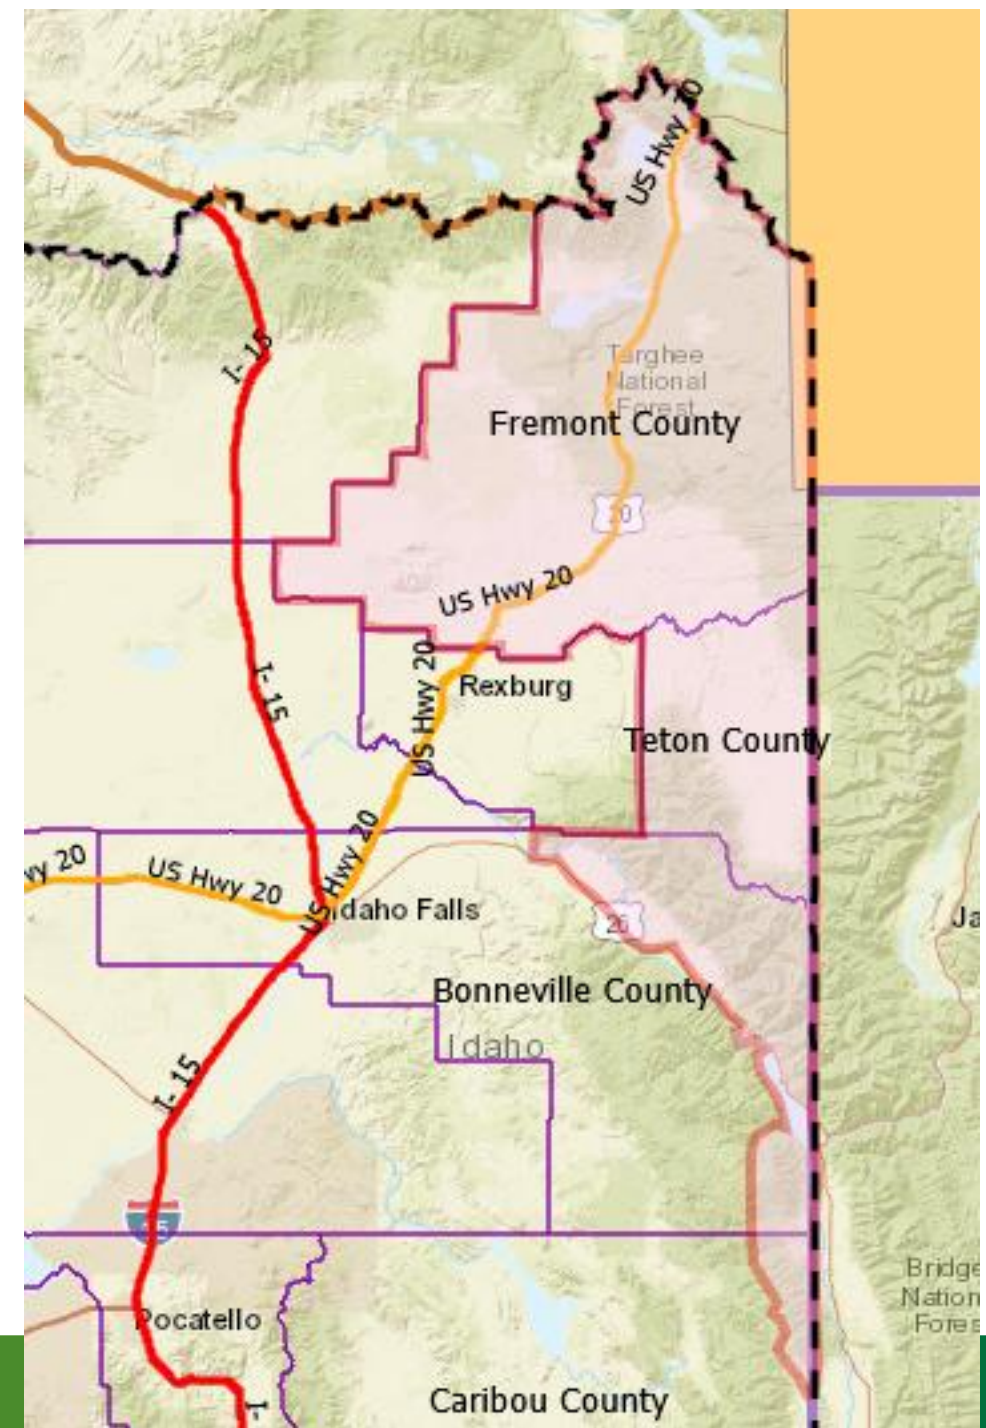 US Hwy 20
I- 15
Targhee
National
Forest
Fremont County
20
US Hwy 20
US Hwy 20
Rexburg
I- 15
Teton County
US Hwy 20
wy 20
US Hwy 20
Idaho Falls
26
Ja
Bonneville County
Idaho
I- 15
15
Bridge
Nation
Fores
Pocatello
Caribou County
I-